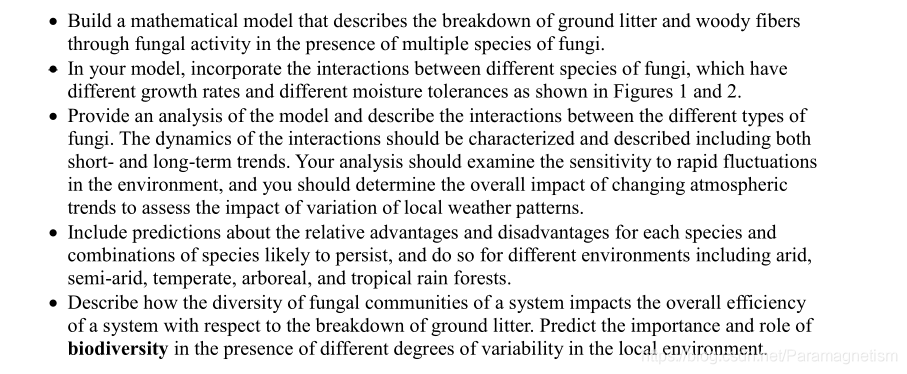 • Build a mathematical model that describes the breakdown of ground litter and woody fibers
through fungal activity in the presence of multiple species of fungi.
• In your model, incorporate the interactions between different species of fungi, which have
different growth rates and different moisture tolerances as shown in Figures 1 and 2.
• Provide an analysis of the model and describe the interactions between the different types of
fungi. The dynamics of the interactions should be characterized and described including both
short- and long-term trends. Your analysis should examine the sensitivity to rapid fluctuations
in the environment, and you should determine the overall impact of changing atmospheric
trends to assess the impact of variation of local weather patterns.
• Include predictions about the relative advantages and disadvantages for each species and
combinations of species likely to persist, and do so for different environments including arid,
semi-arid, temperate, arboreal, and tropical rain forests.
• Describe how the diversity of fungal communities of a system impacts the overall efficiency
of a system with respect to the breakdown of ground litter. Predict the importance and role of
biodiversity in the presence of different degrees of variability in the local environment.
https://blog.csdn.net/Paramagnetism